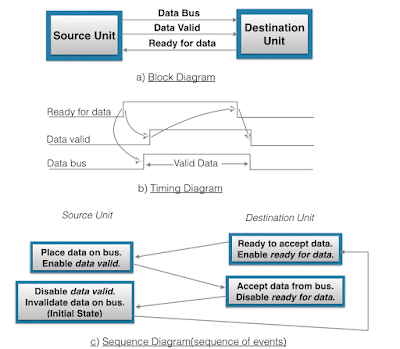 Data Bus
Source Unit
Data Valid
Destination
Unit
Ready for data
a) Block Diagram
Ready for data
Data valid
Data bus
Valid Data
b) Timing Diagram
Source Unit
Destination Unit
Place data on bus.
Enable data valid.
Ready to accept data.
Enable ready for data.
Disable data valid.
Invalidate data on bus.
(Initial State)
Accept data from bus.
Disable ready for data.
c) Sequence Diagram(sequence of events)